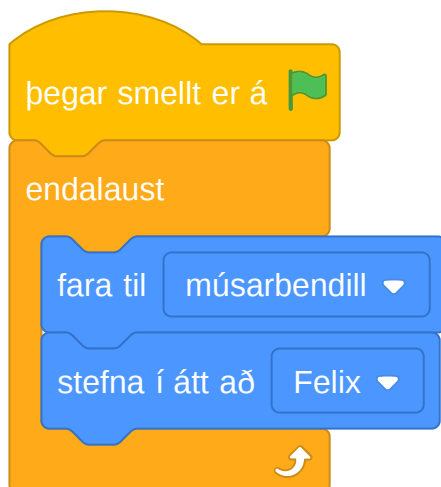 þegar smellt er á
endalaust
fara til músarbendill
stefna í átt að Felix